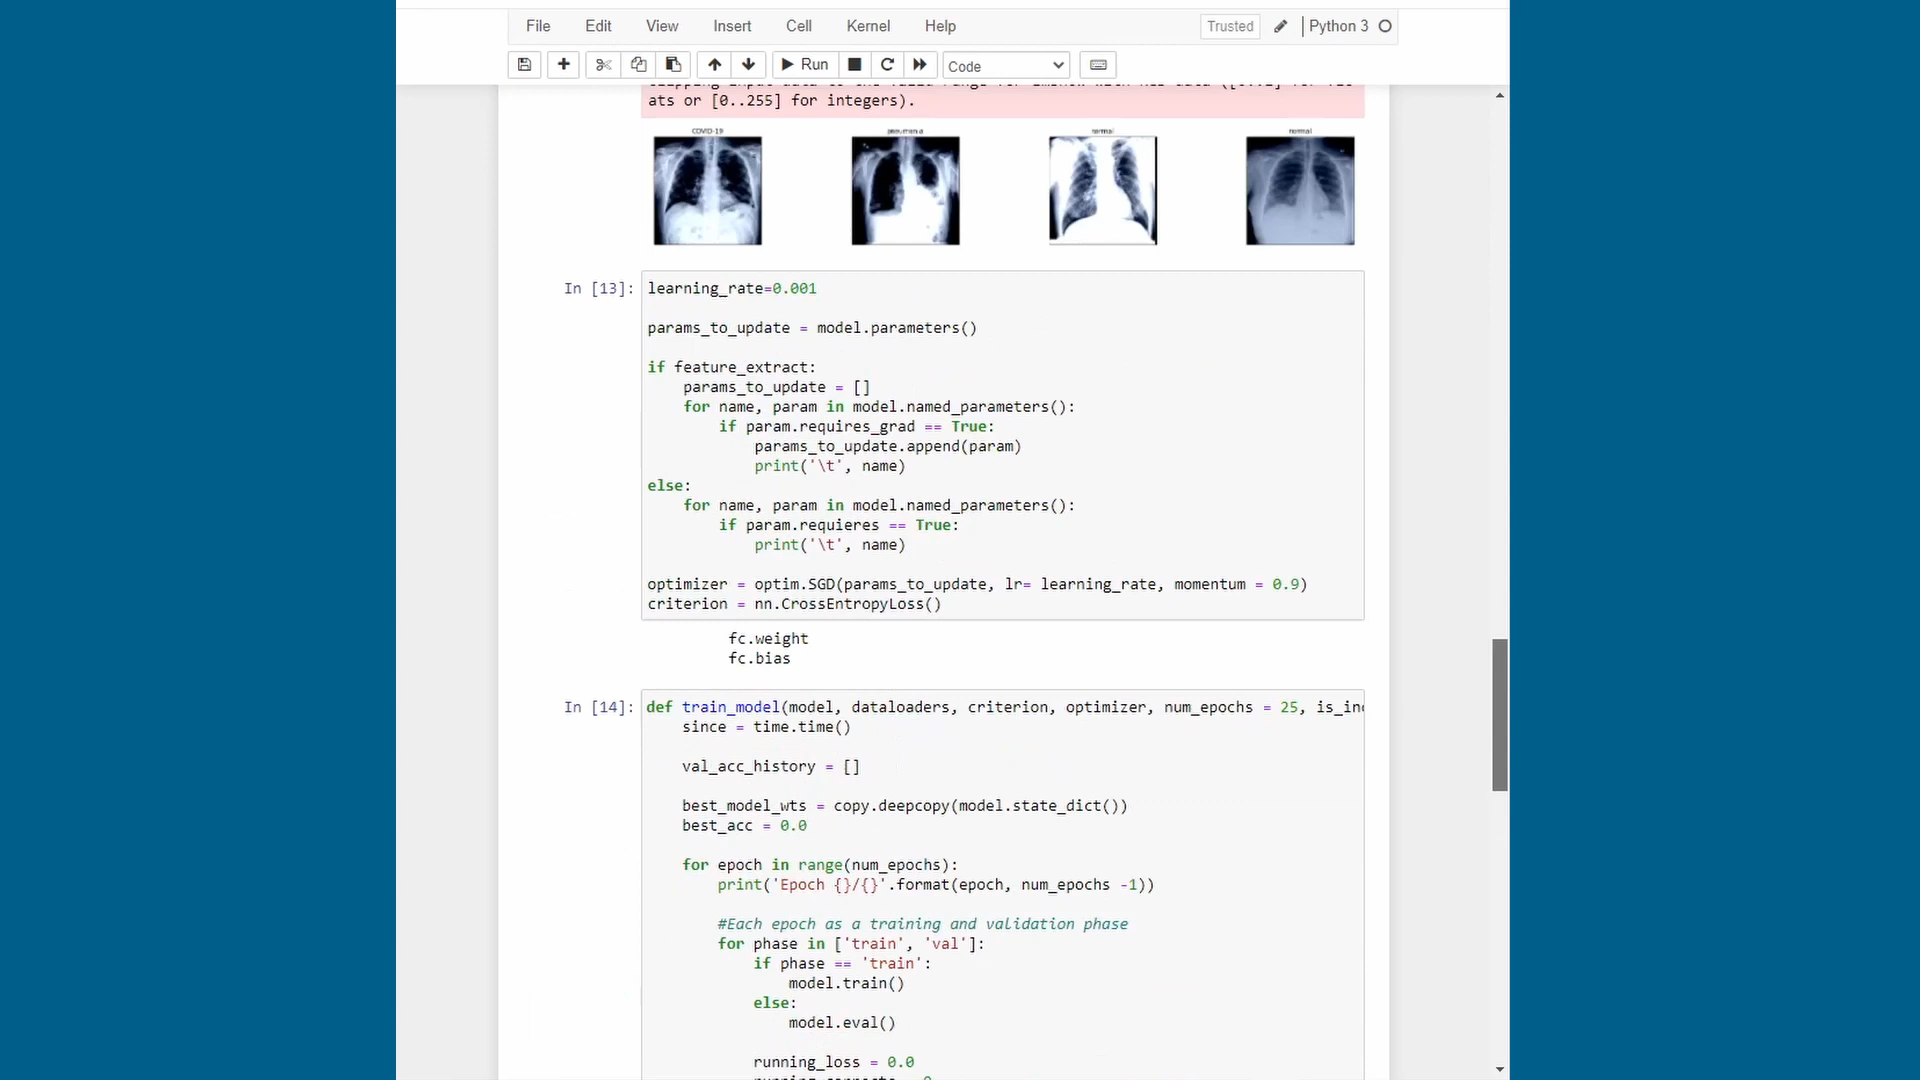 File Edit View Insert Cell Kernel Help Trusted Python 3
Run Code
ats or [0..255] for integers).
COVID-19 pneumonia normal normal
In [13]: learning_rate=0.001
params_to_update = model.parameters()
if feature_extract:
    params_to_update = []
    for name, param in model.named_parameters():
        if param.requires_grad == True:
            params_to_update.append(param)
            print('\t', name)
else:
    for name, param in model.named_parameters():
        if param.requieres == True:
            print('\t', name)
optimizer = optim.SGD(params_to_update, lr= learning_rate, momentum = 0.9)
criterion = nn.CrossEntropyLoss()
fc.weight
fc.bias
In [14]: def train_model(model, dataloaders, criterion, optimizer, num_epochs = 25, is_inc
    since = time.time()
    val_acc_history = []
    best_model_wts = copy.deepcopy(model.state_dict())
    best_acc = 0.0
    for epoch in range(num_epochs):
        print('Epoch {}/{}'.format(epoch, num_epochs -1))
        #Each epoch as a training and validation phase
        for phase in ['train', 'val']:
            if phase == 'train':
                model.train()
            else:
                model.eval()
            running_loss = 0.0